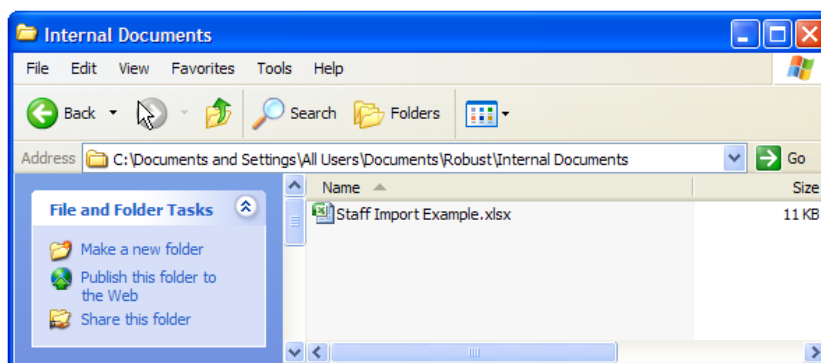 Internal Documents
File Edit View Favorites Tools Help
Back Search Folders
Address C:\Documents and Settings\All Users\Documents\Robust\Internal Documents Go
File and Folder Tasks
Make a new folder
Publish this folder to
the Web
Share this folder
Name Size
Staff Import Example.xlsx 11 KB